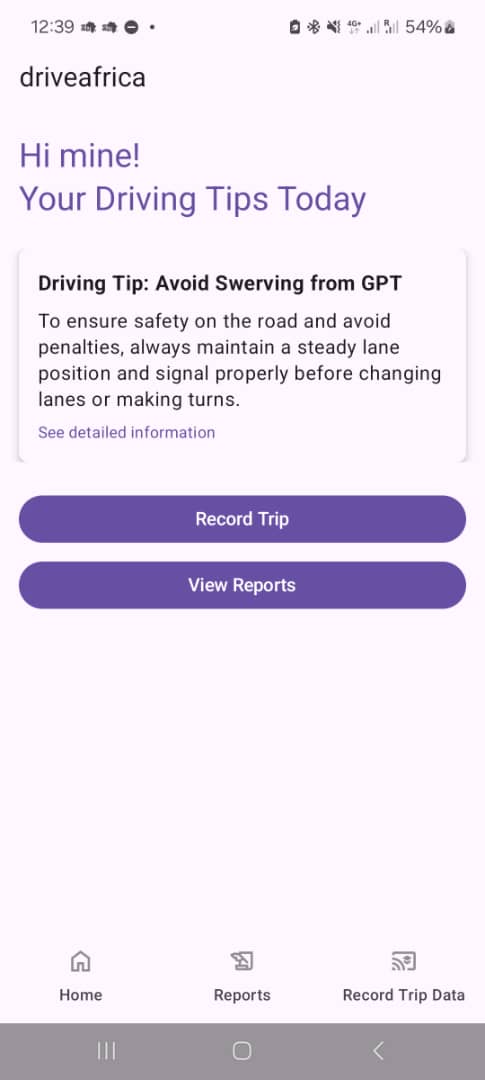 12:39 4G+ R 54%
driveafrica
Hi mine!
Your Driving Tips Today
Driving Tip: Avoid Swerving from GPT
To ensure safety on the road and avoid
penalties, always maintain a steady lane
position and signal properly before changing
lanes or making turns.
See detailed information
Record Trip
View Reports
Home Reports Record Trip Data